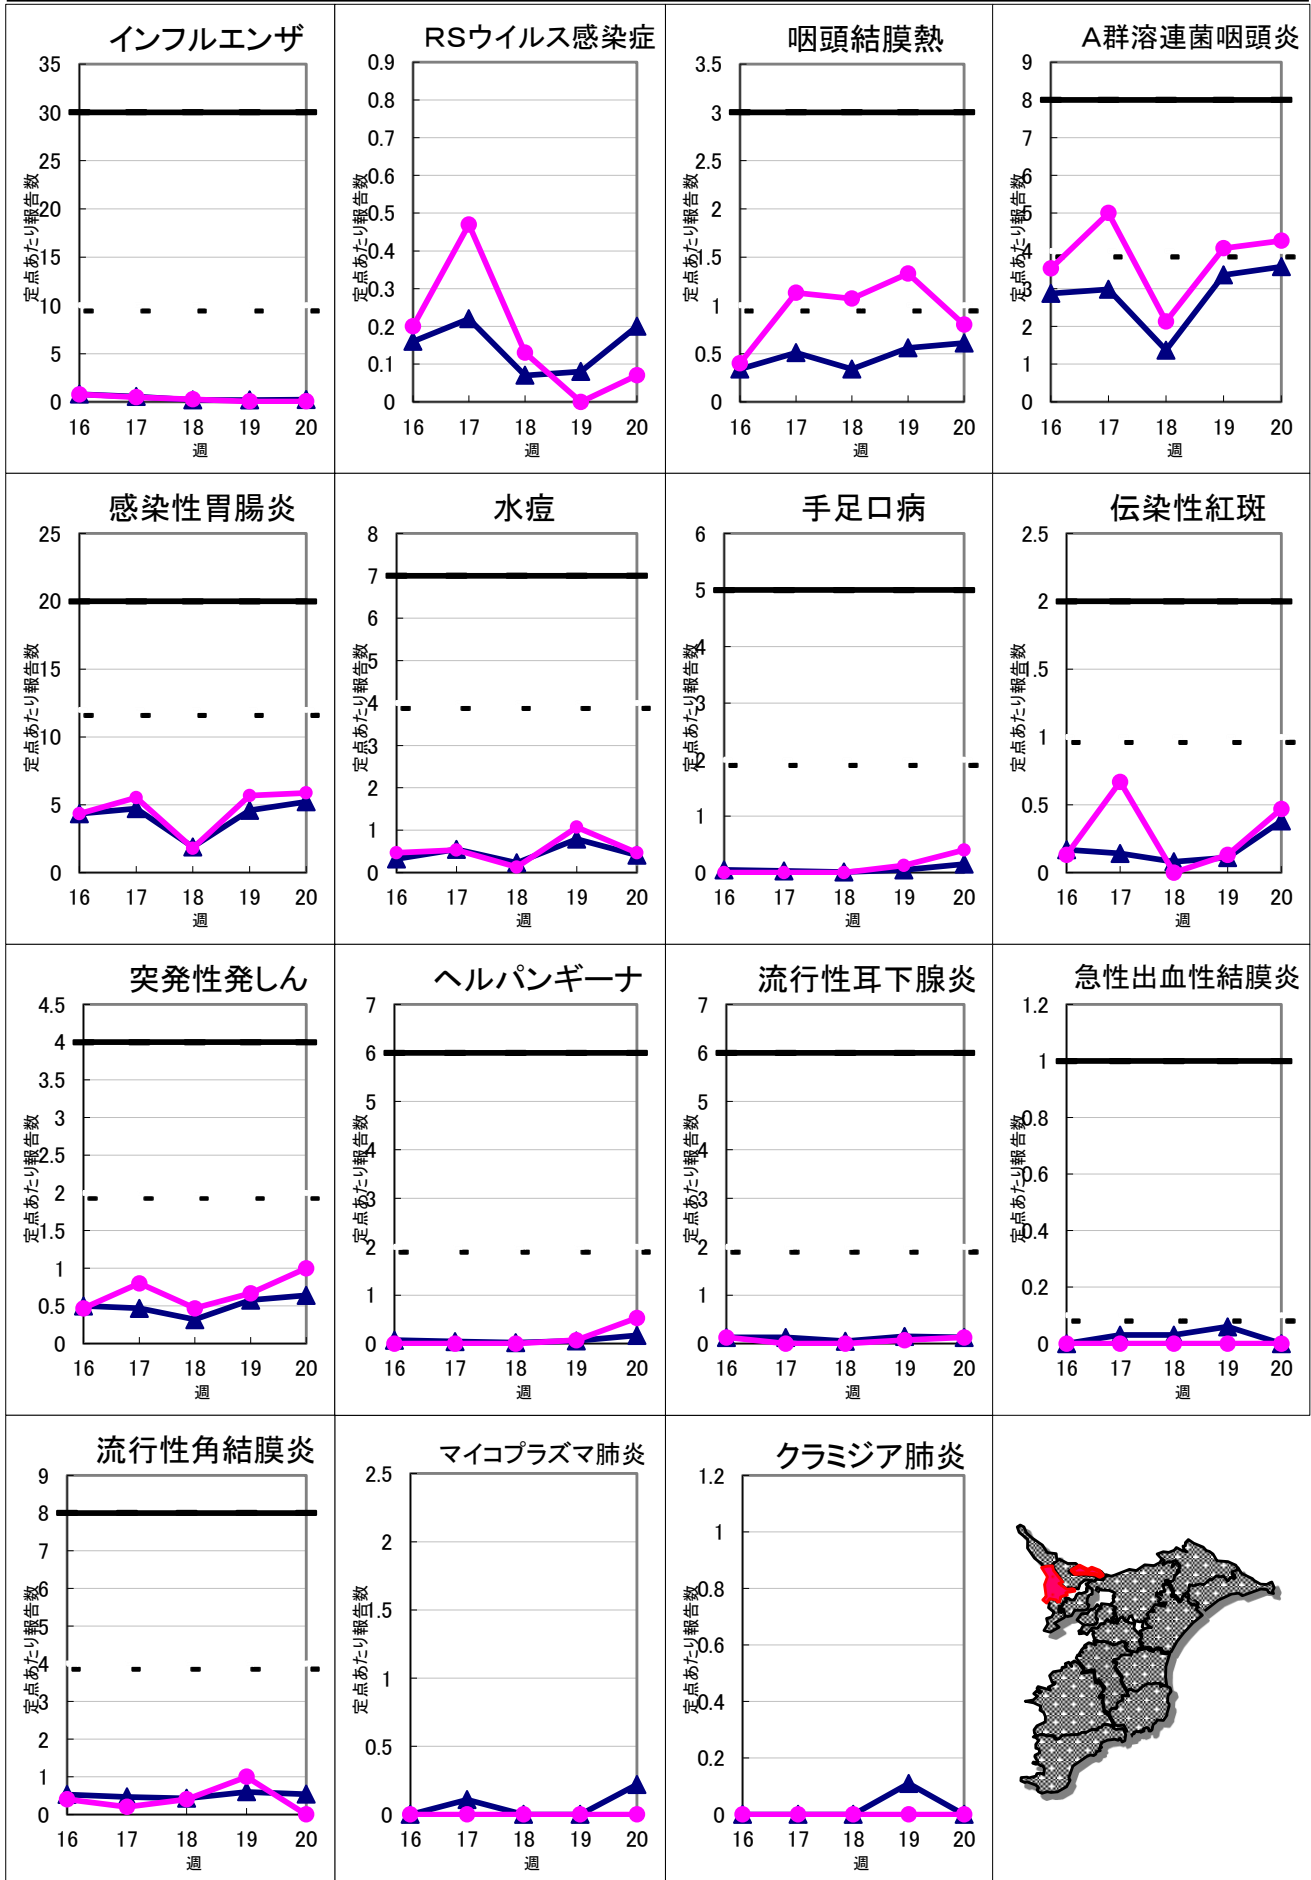 インフルエンザ
35
30
25
20
15
10
5
0
定点あたり報告数
16 17 18 19 20
週
RSウイルス感染症
0.9
0.8
0.7
0.6
0.5
0.4
0.3
0.2
0.1
0
定点あたり報告数
16 17 18 19 20
週
咽頭結膜熱
3.5
3
2.5
2
1.5
1
0.5
0
定点あたり報告数
16 17 18 19 20
週
A群溶連菌咽頭炎
9
8
7
6
5
4
3
2
1
0
定点あたり報告数
16 17 18 19 20
週
感染性胃腸炎
25
20
15
10
5
0
定点あたり報告数
16 17 18 19 20
週
水痘
8
7
6
5
4
3
2
1
0
定点あたり報告数
16 17 18 19 20
週
手足口病
6
5
4
3
2
1
0
定点あたり報告数
16 17 18 19 20
週
伝染性紅斑
2.5
2
1.5
1
0.5
0
定点あたり報告数
16 17 18 19 20
週
突発性発しん
4.5
4
3.5
3
2.5
2
1.5
1
0.5
0
定点あたり報告数
16 17 18 19 20
週
ヘルパンギーナ
7
6
5
4
3
2
1
0
定点あたり報告数
16 17 18 19 20
週
流行性耳下腺炎
7
6
5
4
3
2
1
0
定点あたり報告数
16 17 18 19 20
週
急性出血性結膜炎
1.2
1
0.8
0.6
0.4
0.2
0
定点あたり報告数
16 17 18 19 20
週
流行性角結膜炎
9
8
7
6
5
4
3
2
1
0
定点あたり報告数
16 17 18 19 20
週
マイコプラズマ肺炎
2.5
2
1.5
1
0.5
0
定点あたり報告数
16 17 18 19 20
週
クラミジア肺炎
1.2
1
0.8
0.6
0.4
0.2
0
定点あたり報告数
16 17 18 19 20
週